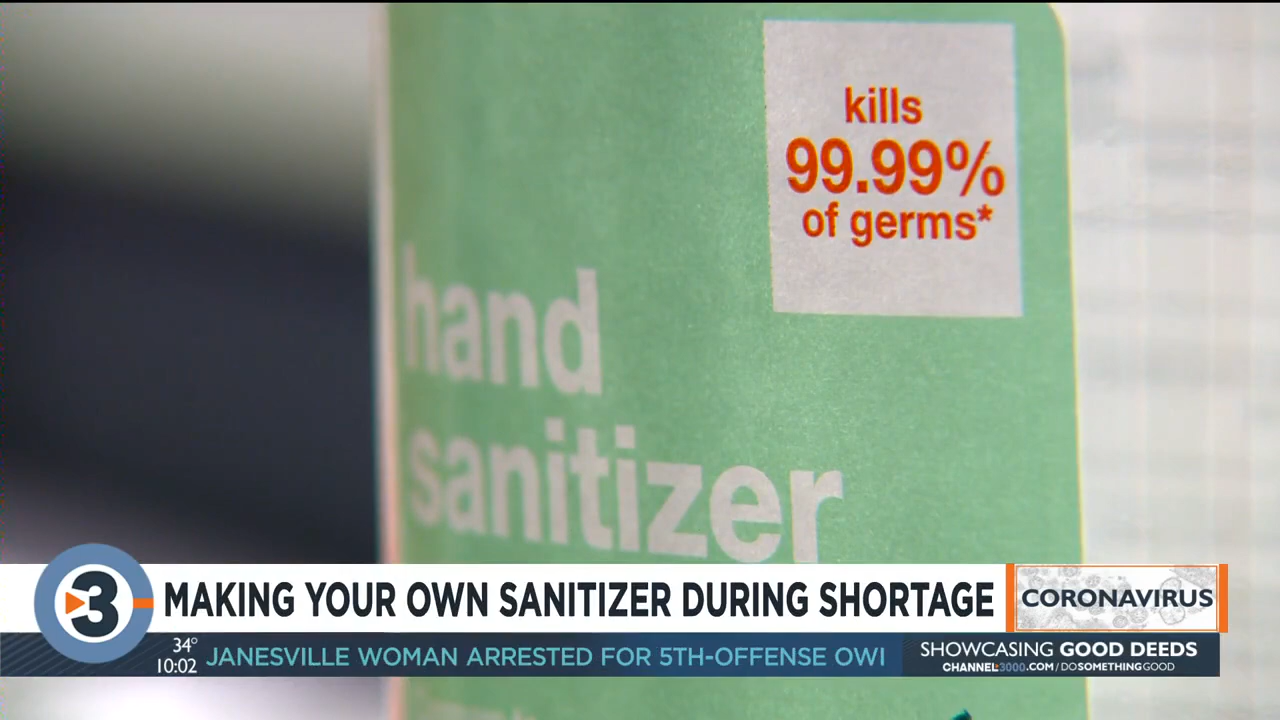 kills
99.99%
of germs*
hand
sanitizer
3
MAKING YOUR OWN SANITIZER DURING SHORTAGE
CORONAVIRUS
34°
10:02
JANESVILLE WOMAN ARRESTED FOR 5TH-OFFENSE OWI
SHOWCASING GOOD DEEDS
CHANNEL3000.COM / DOSOMETHINGGOOD